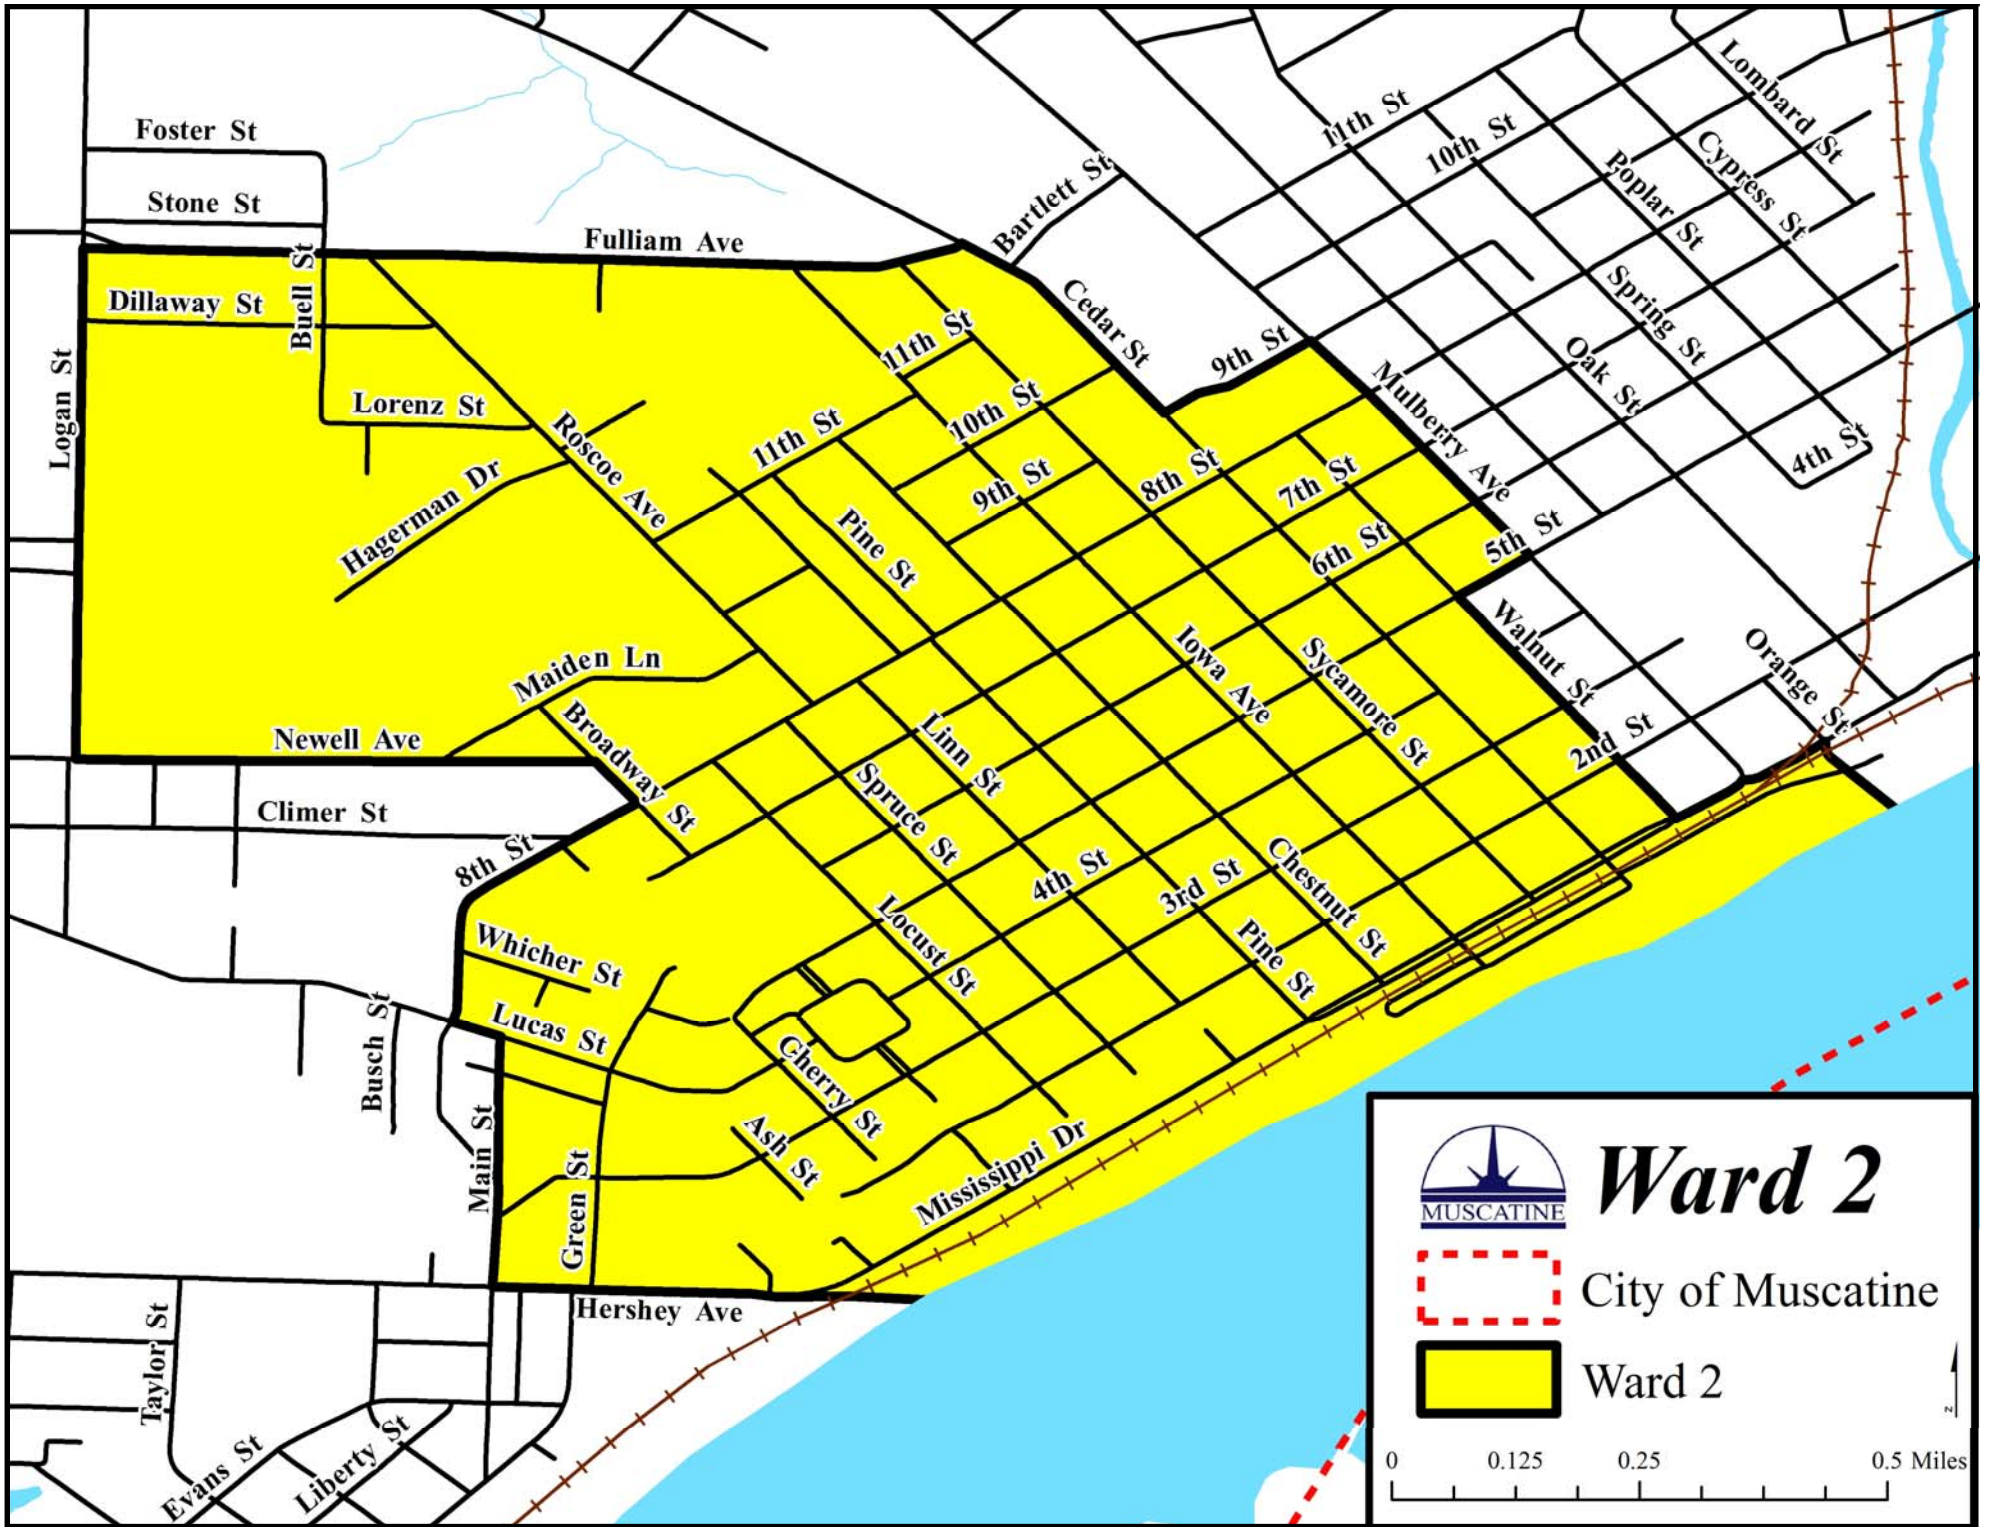 Lombard St
11th St
10th St
Foster St
Cypress St
Poplar St
Stone St
Bartlett St
Fulliam Ave
Buell St
Dillaway St
Spring St
Cedar St
11th St
9th St
Oak St
Logan St
Lorenz St
Mulberry Ave
10th St
11th St
Roscoe Ave
4th St
8th St
9th St
7th St
Hagerman Dr
Pine St
5th St
6th St
Maiden Ln
Walnut St
Iowa Ave
Sycamore St
Orange St
Broadway St
Linn St
Newell Ave
2nd St
Spruce St
Climer St
8th St
4th St
3rd St
Chestnut St
Locust St
Pine St
Whicher St
Lucas St
Busch St
Cherry St
Ash St
Main St
Green St
Mississippi Dr
Hershey Ave
Taylor St
Evans St
Liberty St
MUSCATINE
Ward 2
City of Muscatine
Ward 2
N
0 0.125 0.25 0.5 Miles